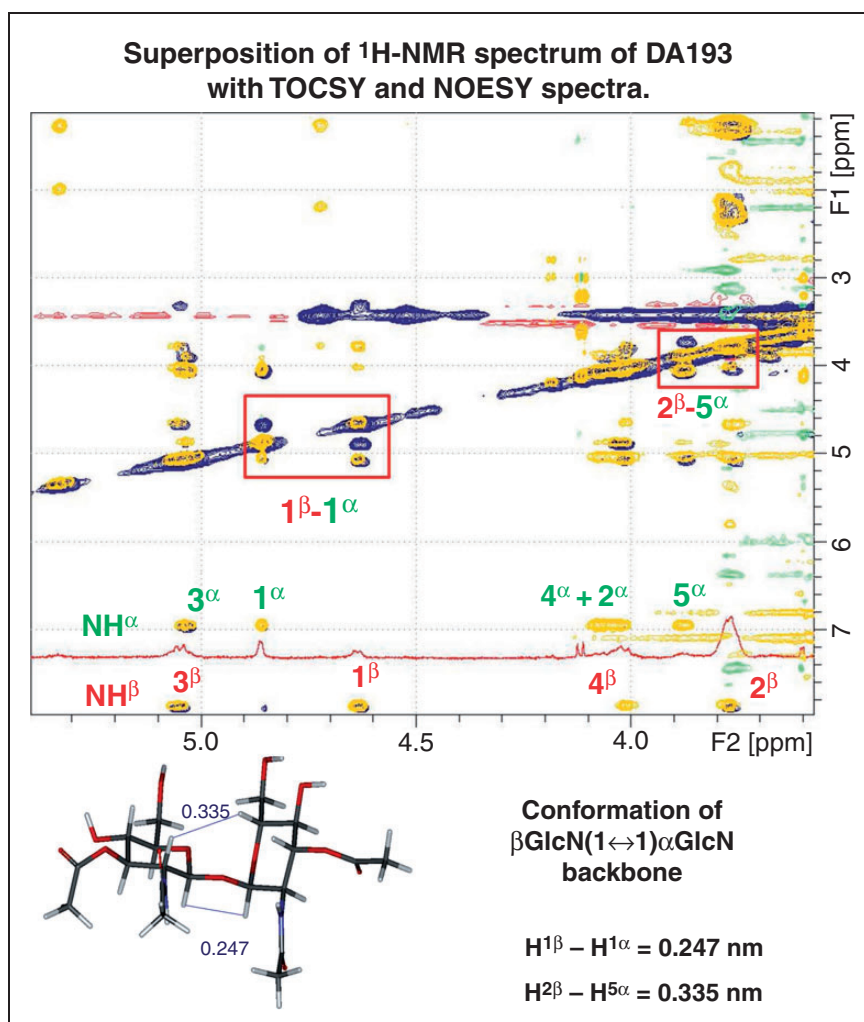 Superposition of ¹H-NMR spectrum of DA193
with TOCSY and NOESY spectra.
F1 [ppm]
3
4
2β-5α
5
1β-1α
6
3α 1α 4α + 2α 5α
NHα
7
NHβ 3β 1β 4β 2β
5.0 4.5 4.0 F2 [ppm]
0.335
0.247
Conformation of
βGlcN(1↔1)αGlcN
backbone
H1β – H1α = 0.247 nm
H2β – H5α = 0.335 nm